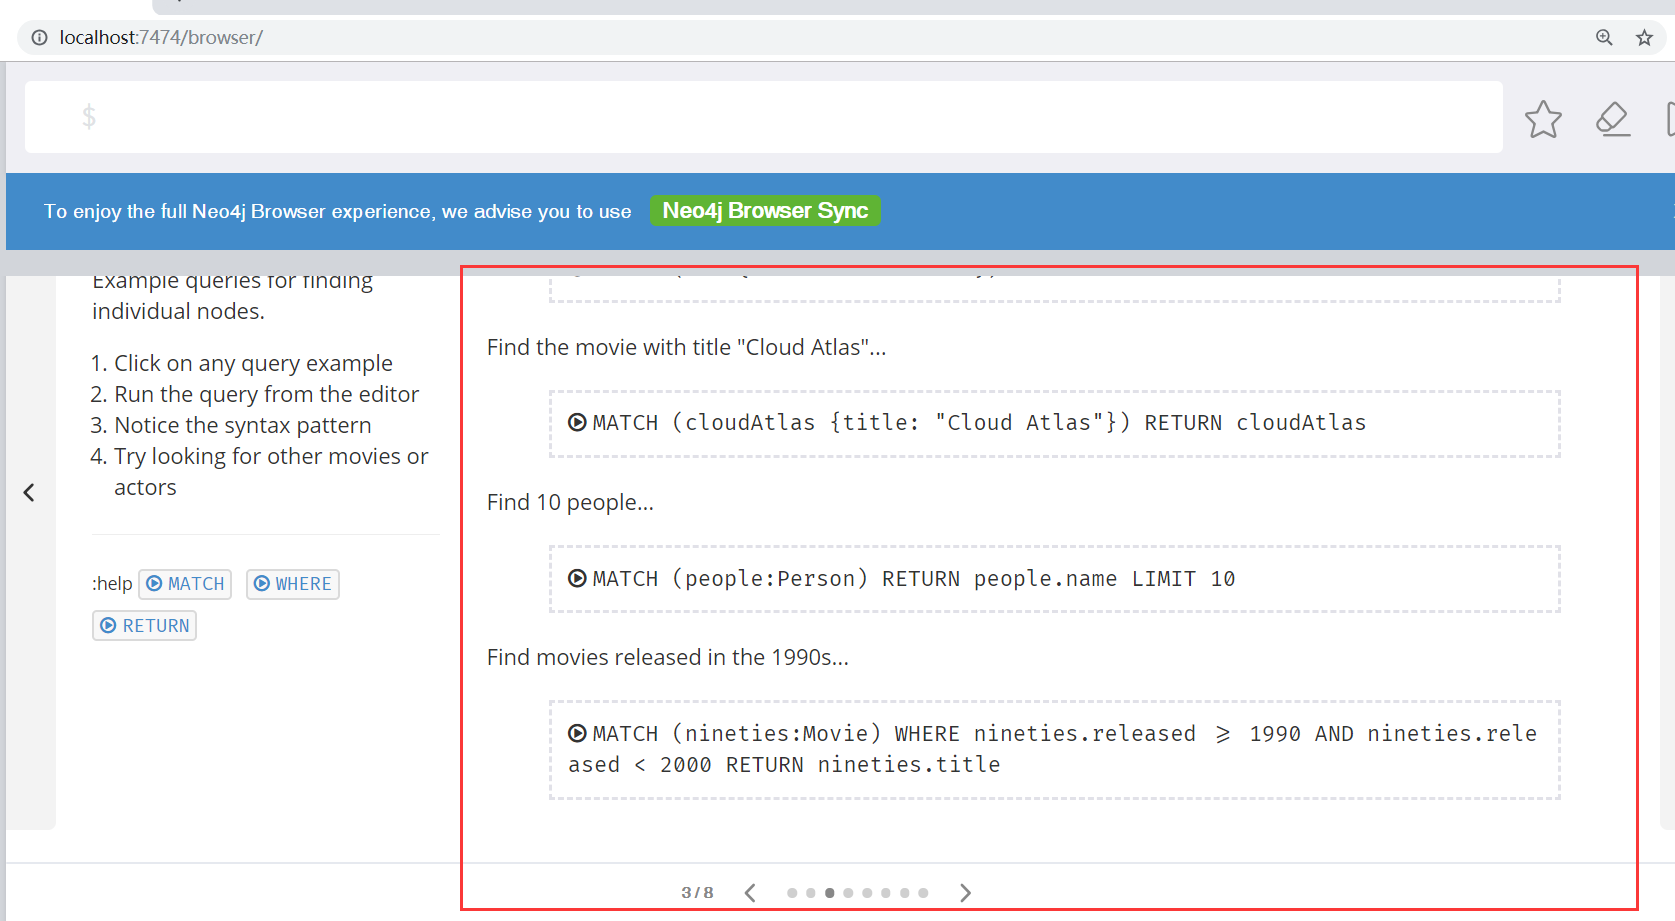 localhost:7474/browser/
$
To enjoy the full Neo4j Browser experience, we advise you to use Neo4j Browser Sync
Example queries for finding
individual nodes.
1. Click on any query example
2. Run the query from the editor
3. Notice the syntax pattern
4. Try looking for other movies or
actors
:help MATCH WHERE
RETURN
Find the movie with title "Cloud Atlas"...
MATCH (cloudAtlas {title: "Cloud Atlas"}) RETURN cloudAtlas
Find 10 people...
MATCH (people:Person) RETURN people.name LIMIT 10
Find movies released in the 1990s...
MATCH (nineties:Movie) WHERE nineties.released ⩾ 1990 AND nineties.rele
ased < 2000 RETURN nineties.title
3/8